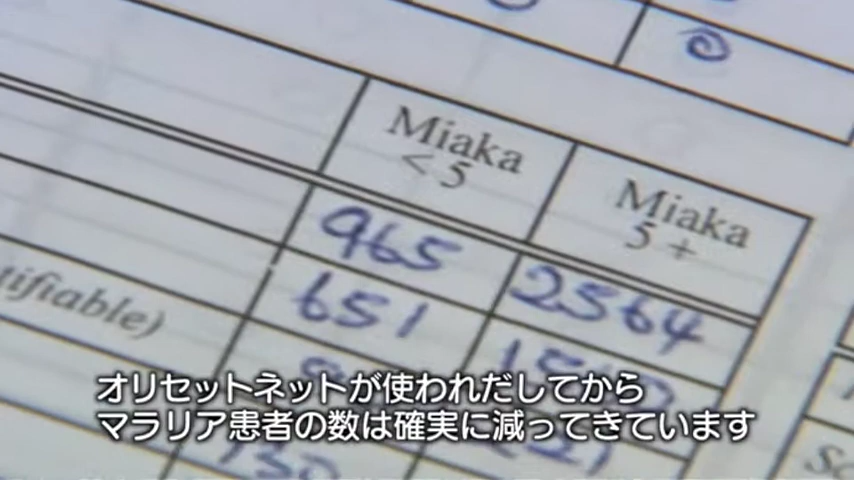 Miaka
< 5
Miaka
5 +
965
2564
651
tifiable)
オリセットネットが使われだしてから
マラリア患者の数は確実に減ってきています
130